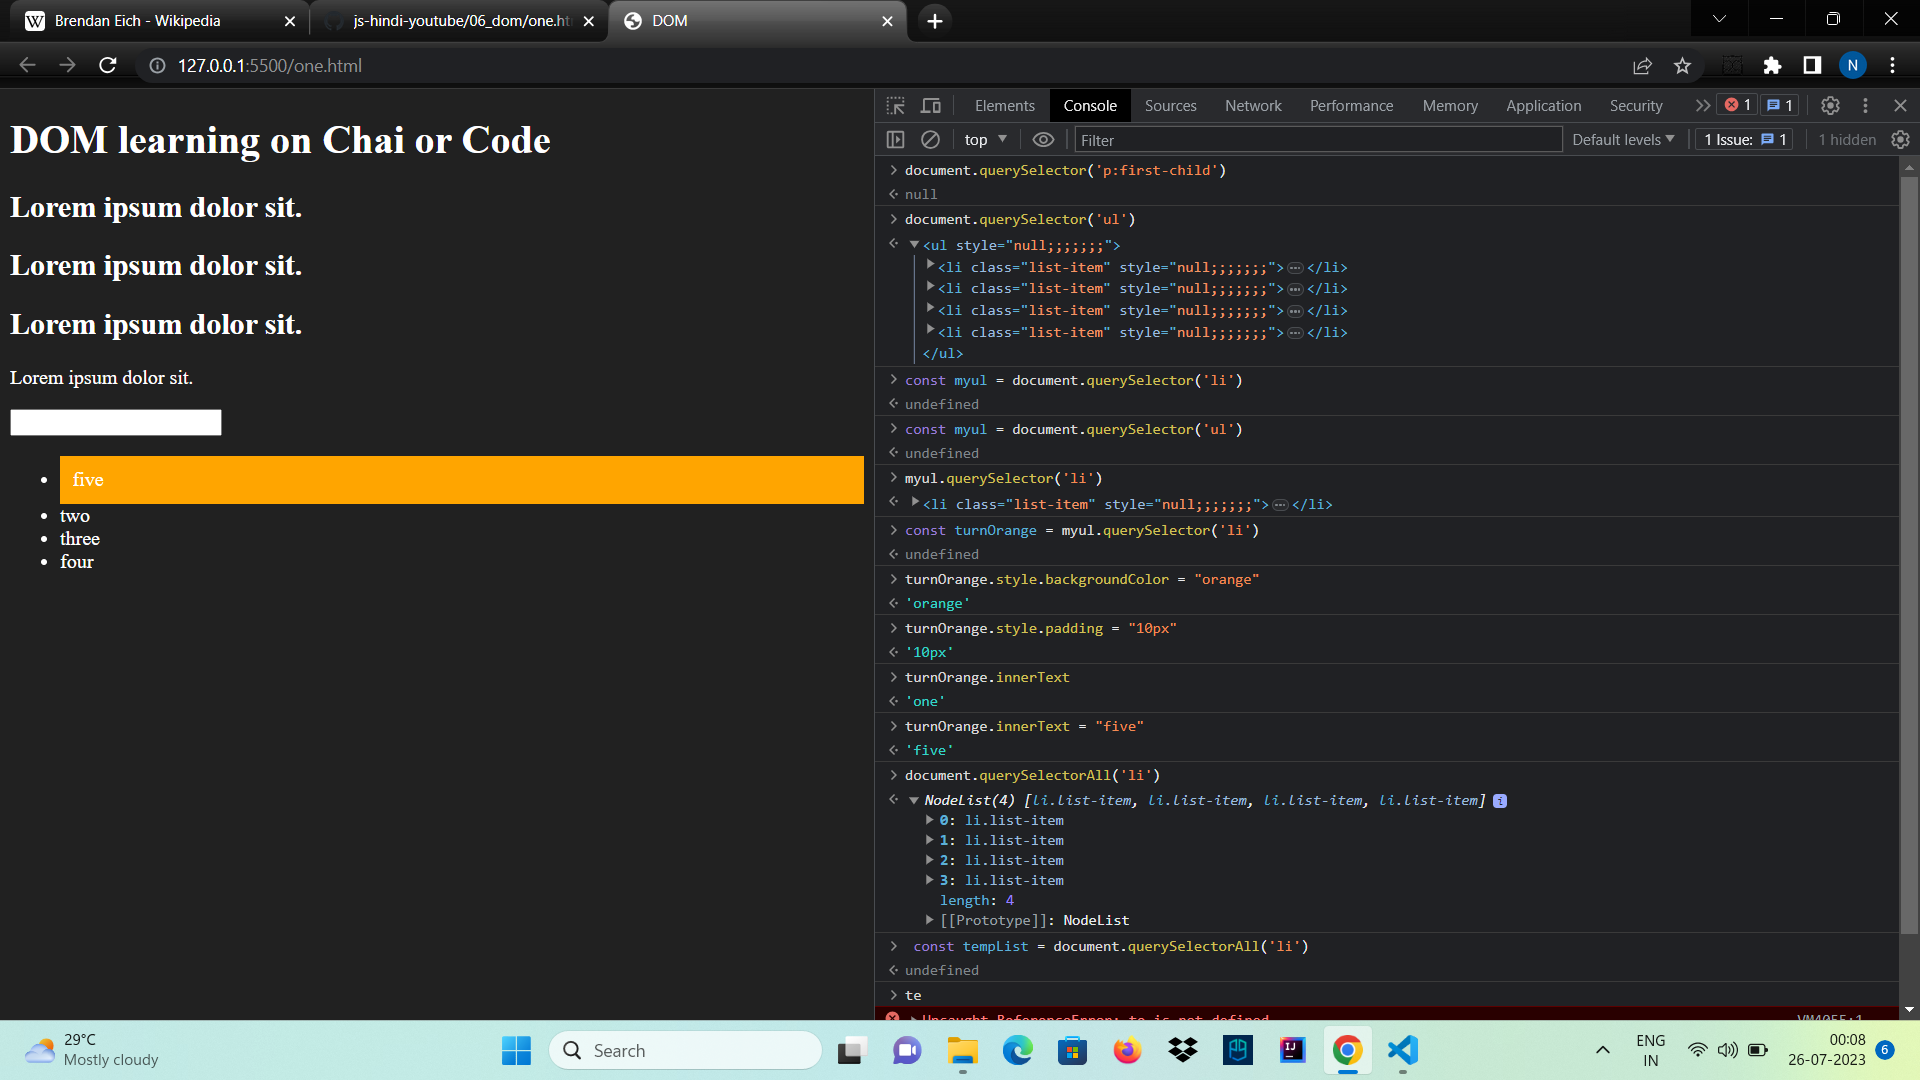 Brendan Eich - Wikipedia
js-hindi-youtube/06_dom/one.ht
DOM
127.0.0.1:5500/one.html
N
DOM learning on Chai or Code
Lorem ipsum dolor sit.
Lorem ipsum dolor sit.
Lorem ipsum dolor sit.
Lorem ipsum dolor sit.
five
two
three
four
Elements Console Sources Network Performance Memory Application Security 1 1
top Filter Default levels 1 Issue: 1 1 hidden
document.querySelector('p:first-child')
null
document.querySelector('ul')
<ul style="null;;;;;;;">
<li class="list-item" style="null;;;;;;;">…</li>
<li class="list-item" style="null;;;;;;;">…</li>
<li class="list-item" style="null;;;;;;;">…</li>
<li class="list-item" style="null;;;;;;;">…</li>
</ul>
const myul = document.querySelector('li')
undefined
const myul = document.querySelector('ul')
undefined
myul.querySelector('li')
<li class="list-item" style="null;;;;;;;">…</li>
const turnOrange = myul.querySelector('li')
undefined
turnOrange.style.backgroundColor = "orange"
'orange'
turnOrange.style.padding = "10px"
'10px'
turnOrange.innerText
'one'
turnOrange.innerText = "five"
'five'
document.querySelectorAll('li')
NodeList(4) [li.list-item, li.list-item, li.list-item, li.list-item] i
0: li.list-item
1: li.list-item
2: li.list-item
3: li.list-item
length: 4
[[Prototype]]: NodeList
const tempList = document.querySelectorAll('li')
undefined
te
Uncaught ReferenceError: te is not defined VM4055:1
29°C
Mostly cloudy
Search
ENG
IN
00:08
26-07-2023
6